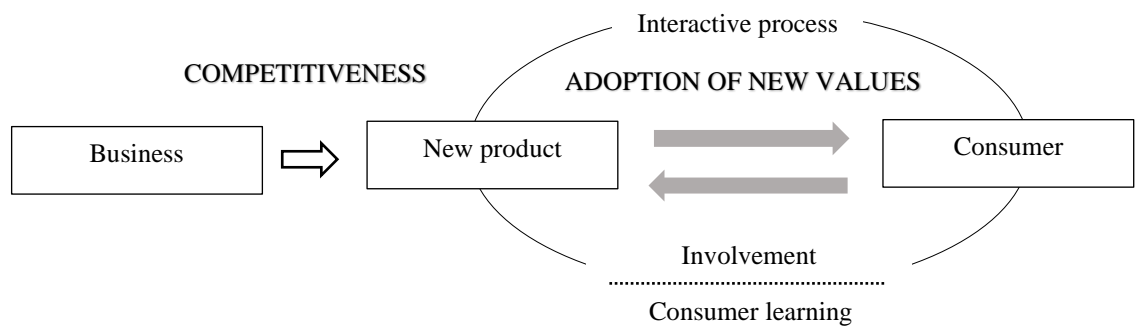 Interactive process
COMPETITIVENESS
ADOPTION OF NEW VALUES
Business
New product
Consumer
Involvement
Consumer learning